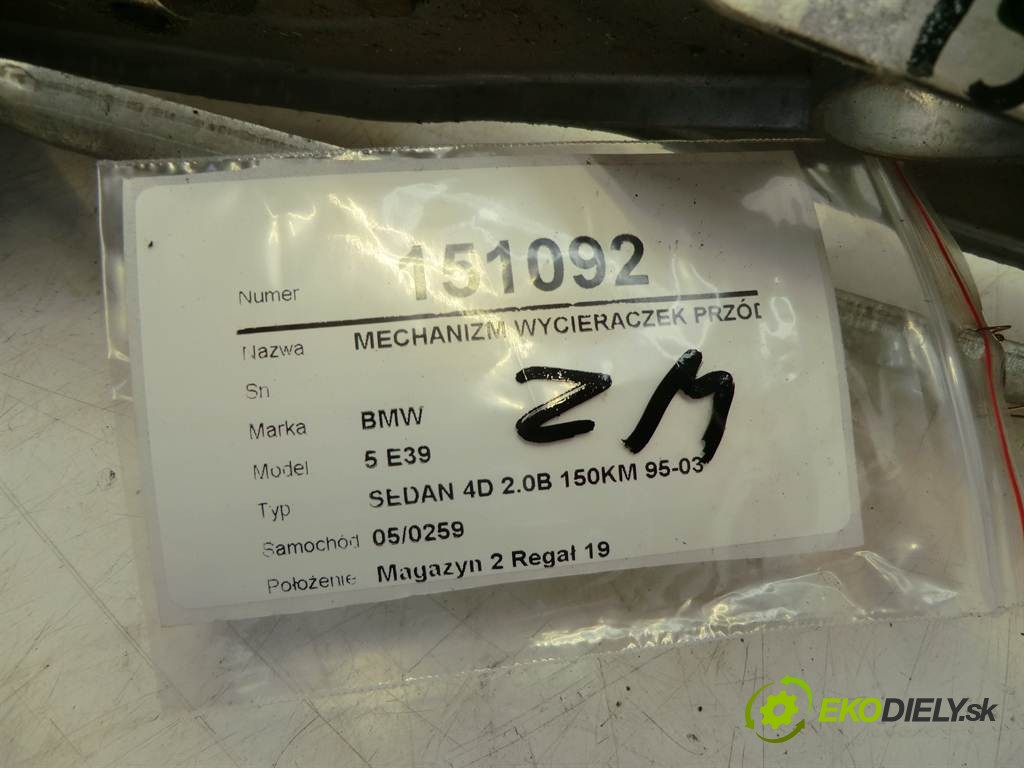 Numer 151092
Nazwa MECHANIZM WYCIERACZEK PRZÓD
Sn
Marka BMW
Model 5 E39
Typ SEDAN 4D 2.0B 150KM 95-03
Samochód 05/0259
Położenie Magazyn 2 Regał 19
ZM
EKODIELY.sk